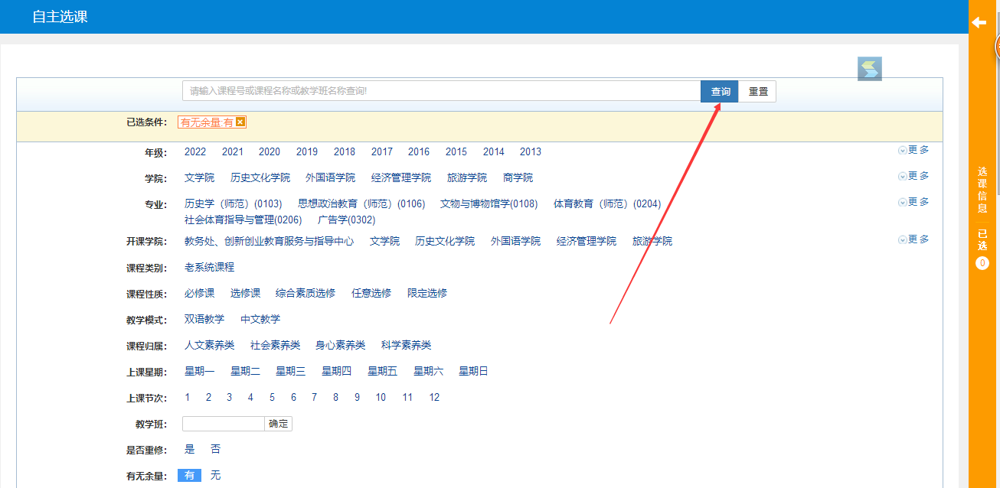 自主选课
请输入课程号或课程名称或教学班名称查询! 查询 重置
已选条件: 有无余量:有
年级: 2022 2021 2020 2019 2018 2017 2016 2015 2014 2013 更多
学院: 文学院 历史文化学院 外国语学院 经济管理学院 旅游学院 商学院 更多
专业: 历史学（师范）(0103) 思想政治教育（师范）(0106) 文物与博物馆学(0108) 体育教育（师范）(0204) 更多
社会体育指导与管理(0206) 广告学(0302)
开课学院: 教务处、创新创业教育服务与指导中心 文学院 历史文化学院 外国语学院 经济管理学院 旅游学院 更多
课程类别: 老系统课程
课程性质: 必修课 选修课 综合素质选修 任意选修 限定选修
教学模式: 双语教学 中文教学
课程归属: 人文素养类 社会素养类 身心素养类 科学素养类
上课星期: 星期一 星期二 星期三 星期四 星期五 星期六 星期日
上课节次: 1 2 3 4 5 6 7 8 9 10 11 12
教学班: 确定
是否重修: 是 否
有无余量: 有 无
选课信息
已选
0